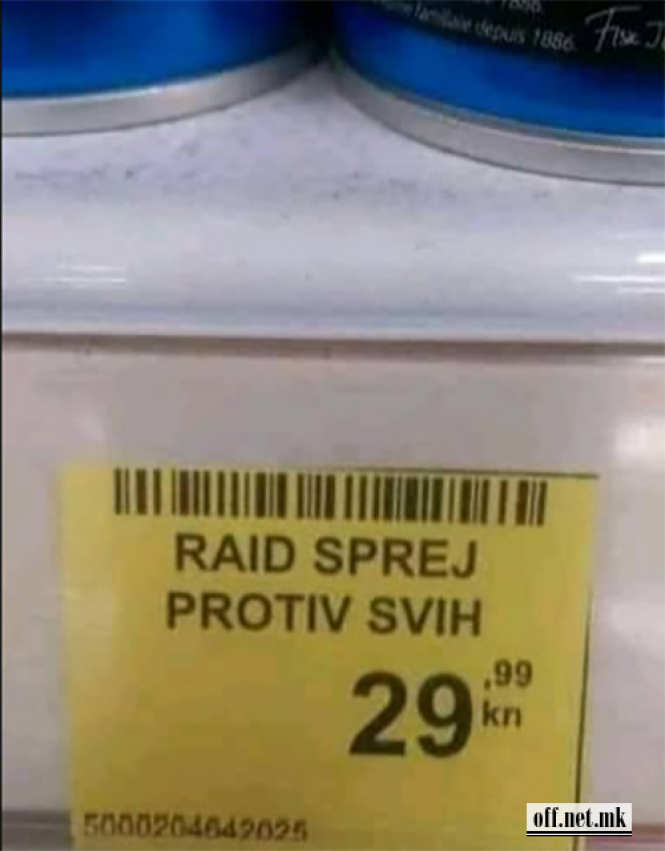 familiale depuis 1886
RAID SPREJ
PROTIV SVIH
29,99
kn
5000204642025
off.net.mk